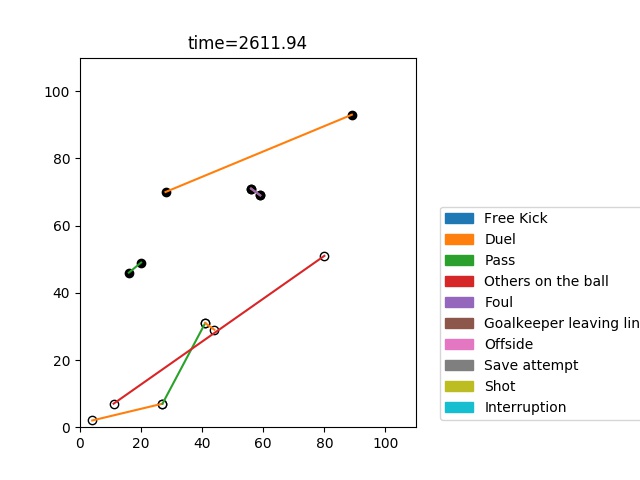 time=2611.94
100
80
60
40
20
0
0 20 40 60 80 100
Free Kick
Duel
Pass
Others on the ball
Foul
Goalkeeper leaving lin
Offside
Save attempt
Shot
Interruption